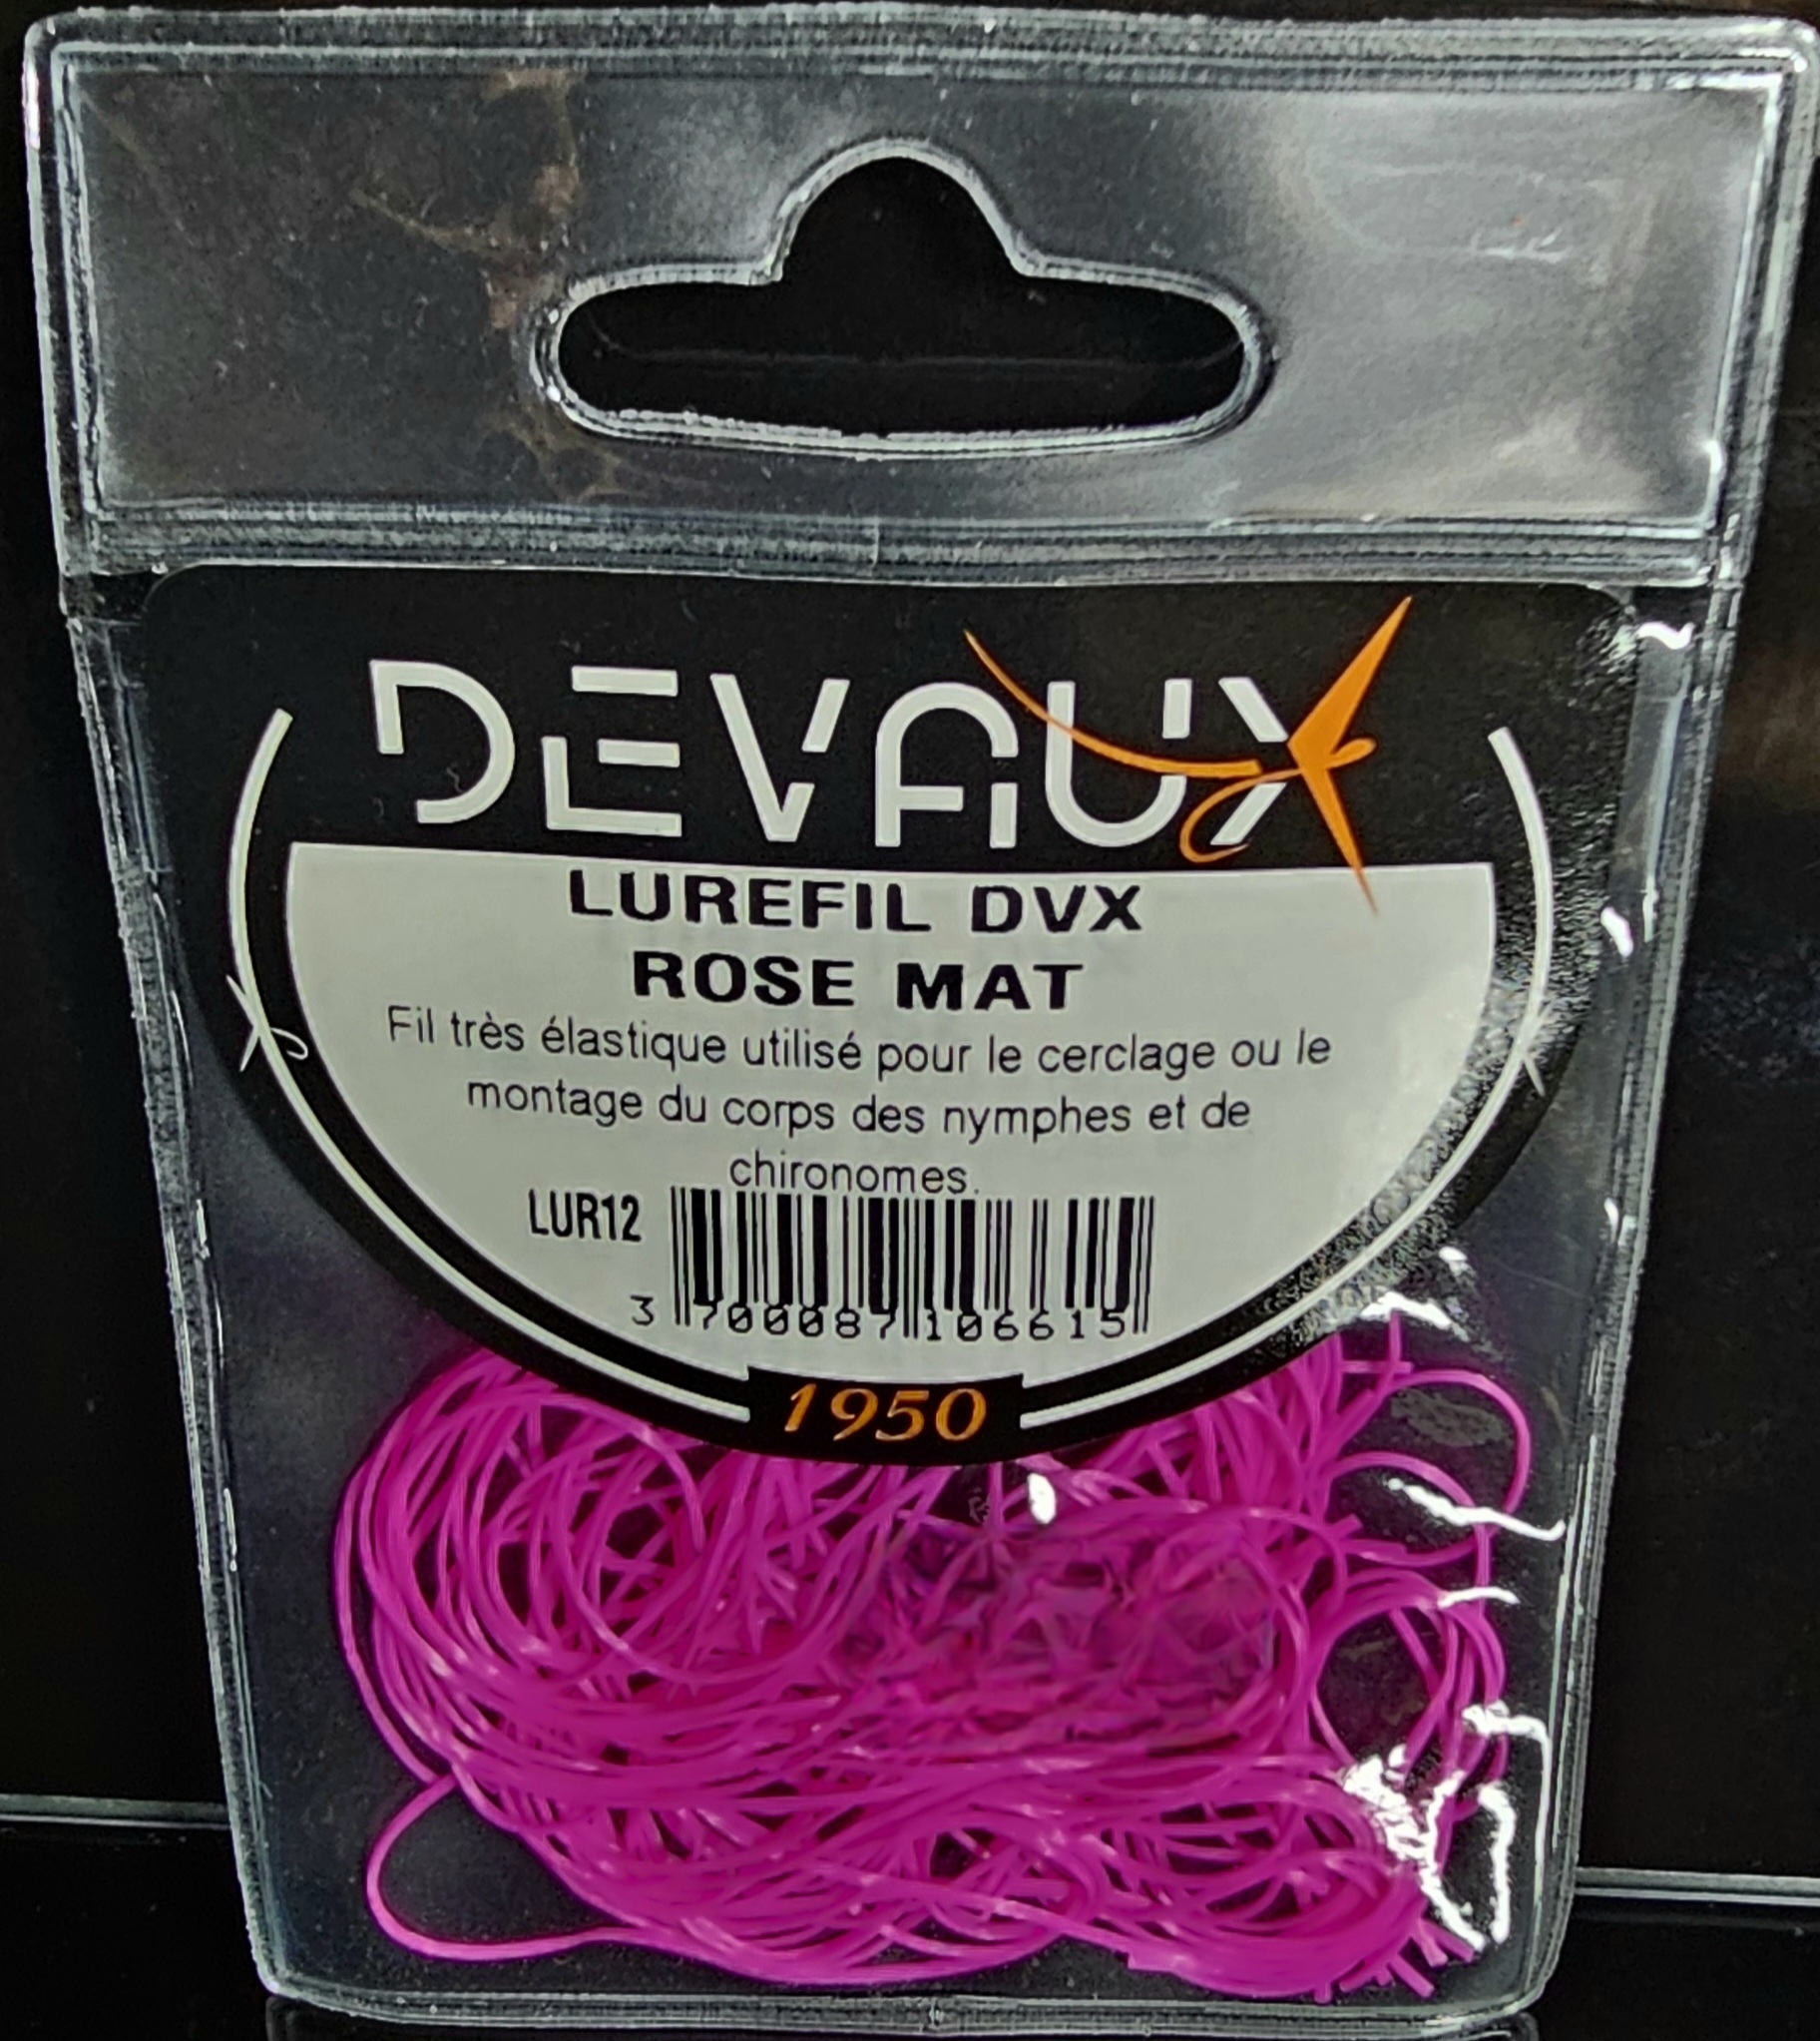 DEVAUX
LUREFIL DVX
ROSE MAT
Fil très élastique utilisé pour le cerclage ou le
montage du corps des nymphes et de
chironomes.
LUR12
3 700087 106615
1950